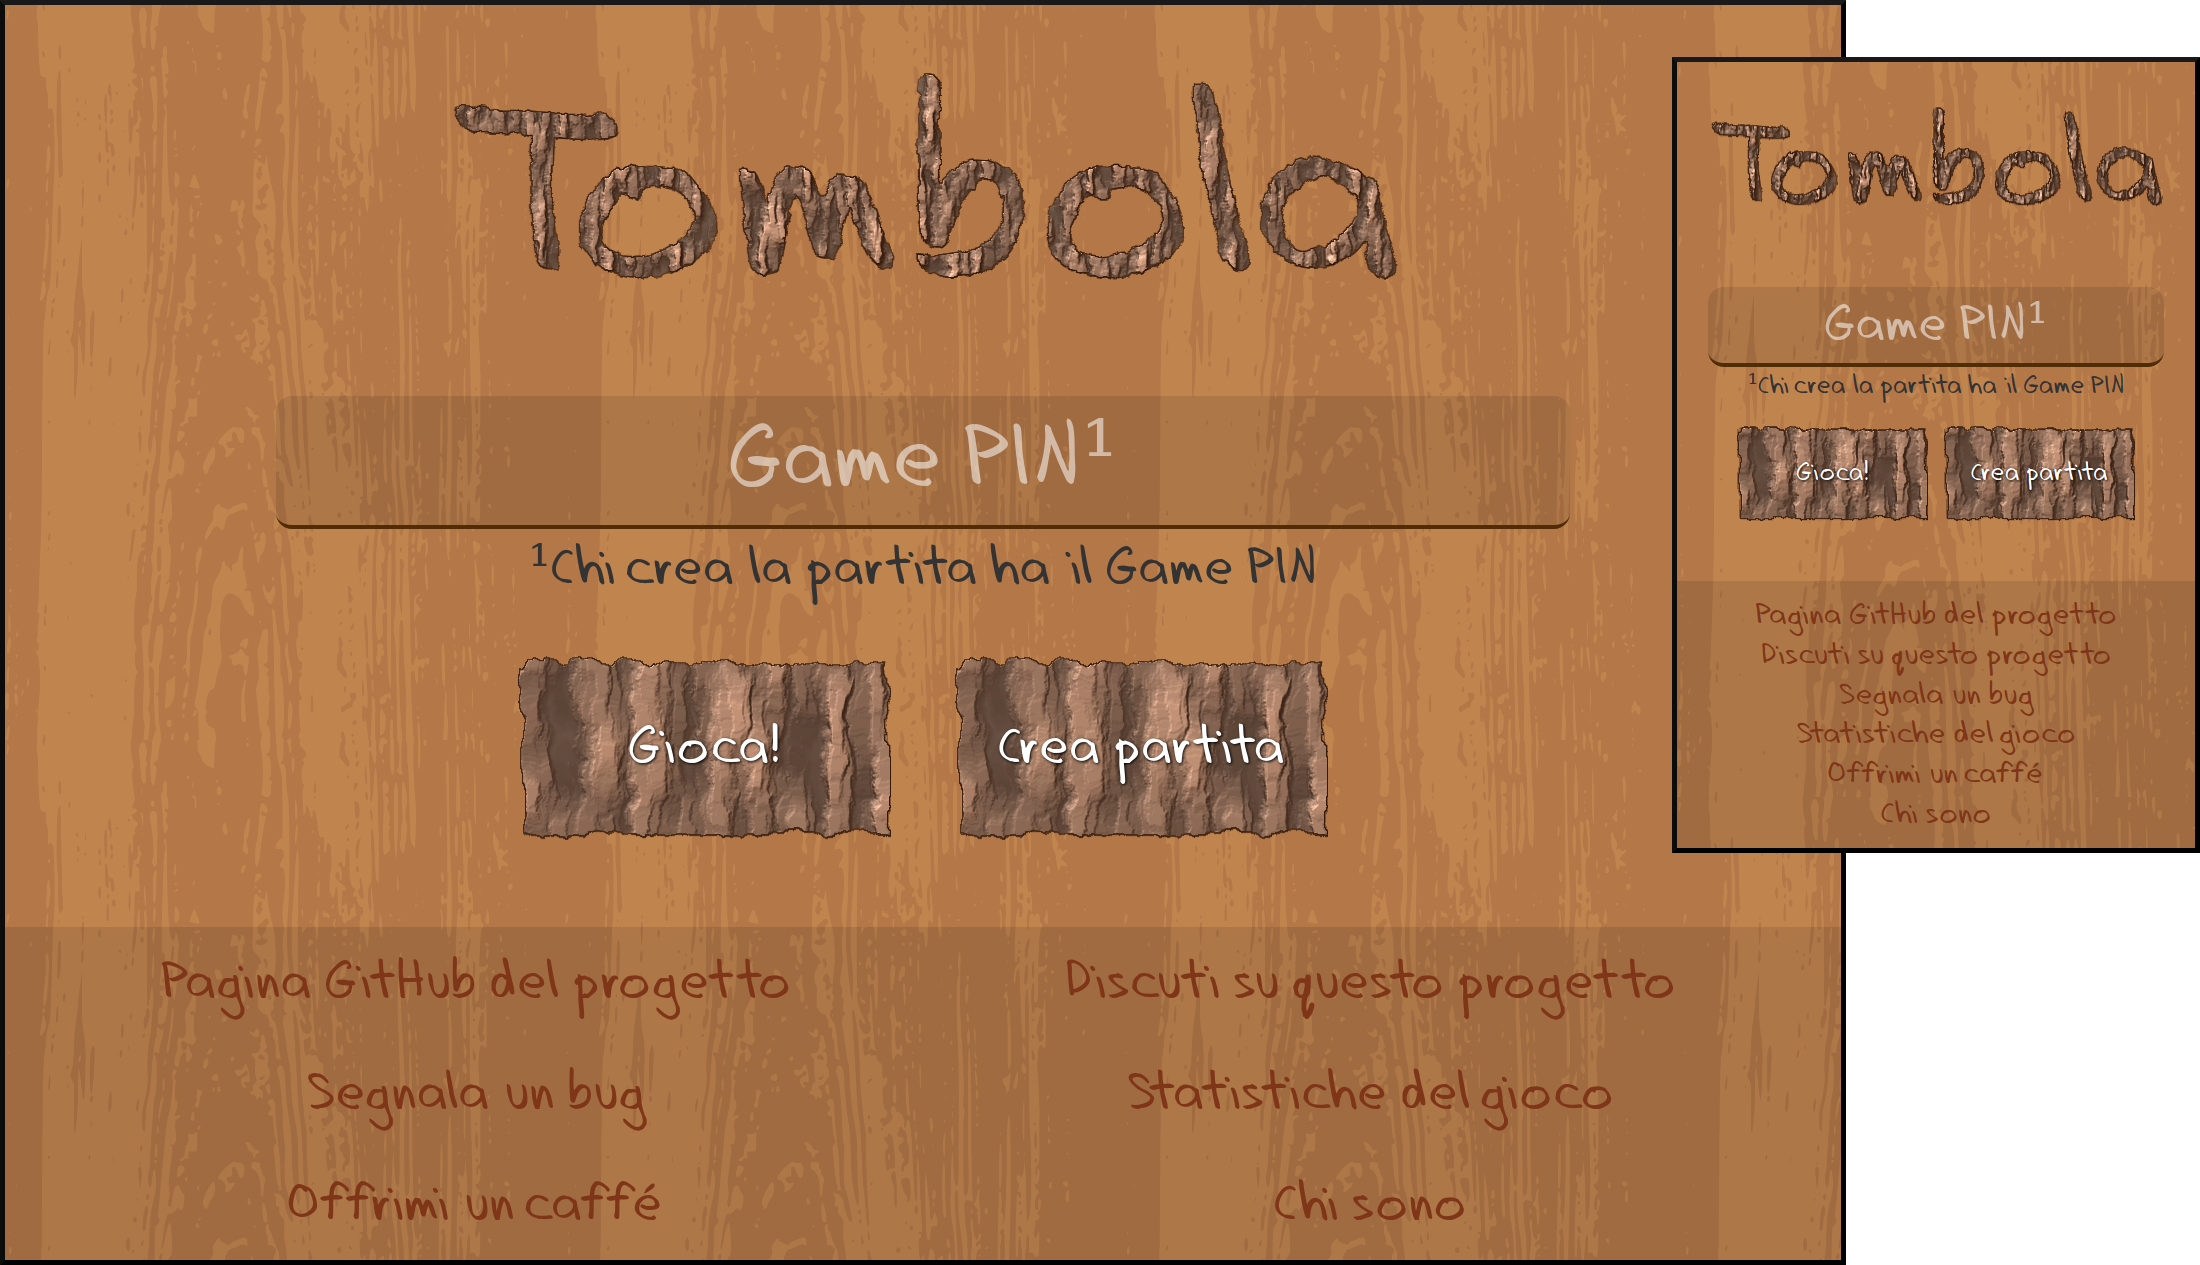 Tombola
Game PIN¹
¹Chi crea la partita ha il Game PIN
Gioca! Crea partita
Pagina GitHub del progetto Discuti su questo progetto
Segnala un bug Statistiche del gioco
Offrimi un caffé Chi sono
Tombola
Game PIN¹
¹Chi crea la partita ha il Game PIN
Gioca! Crea partita
Pagina GitHub del progetto
Discuti su questo progetto
Segnala un bug
Statistiche del gioco
Offrimi un caffé
Chi sono